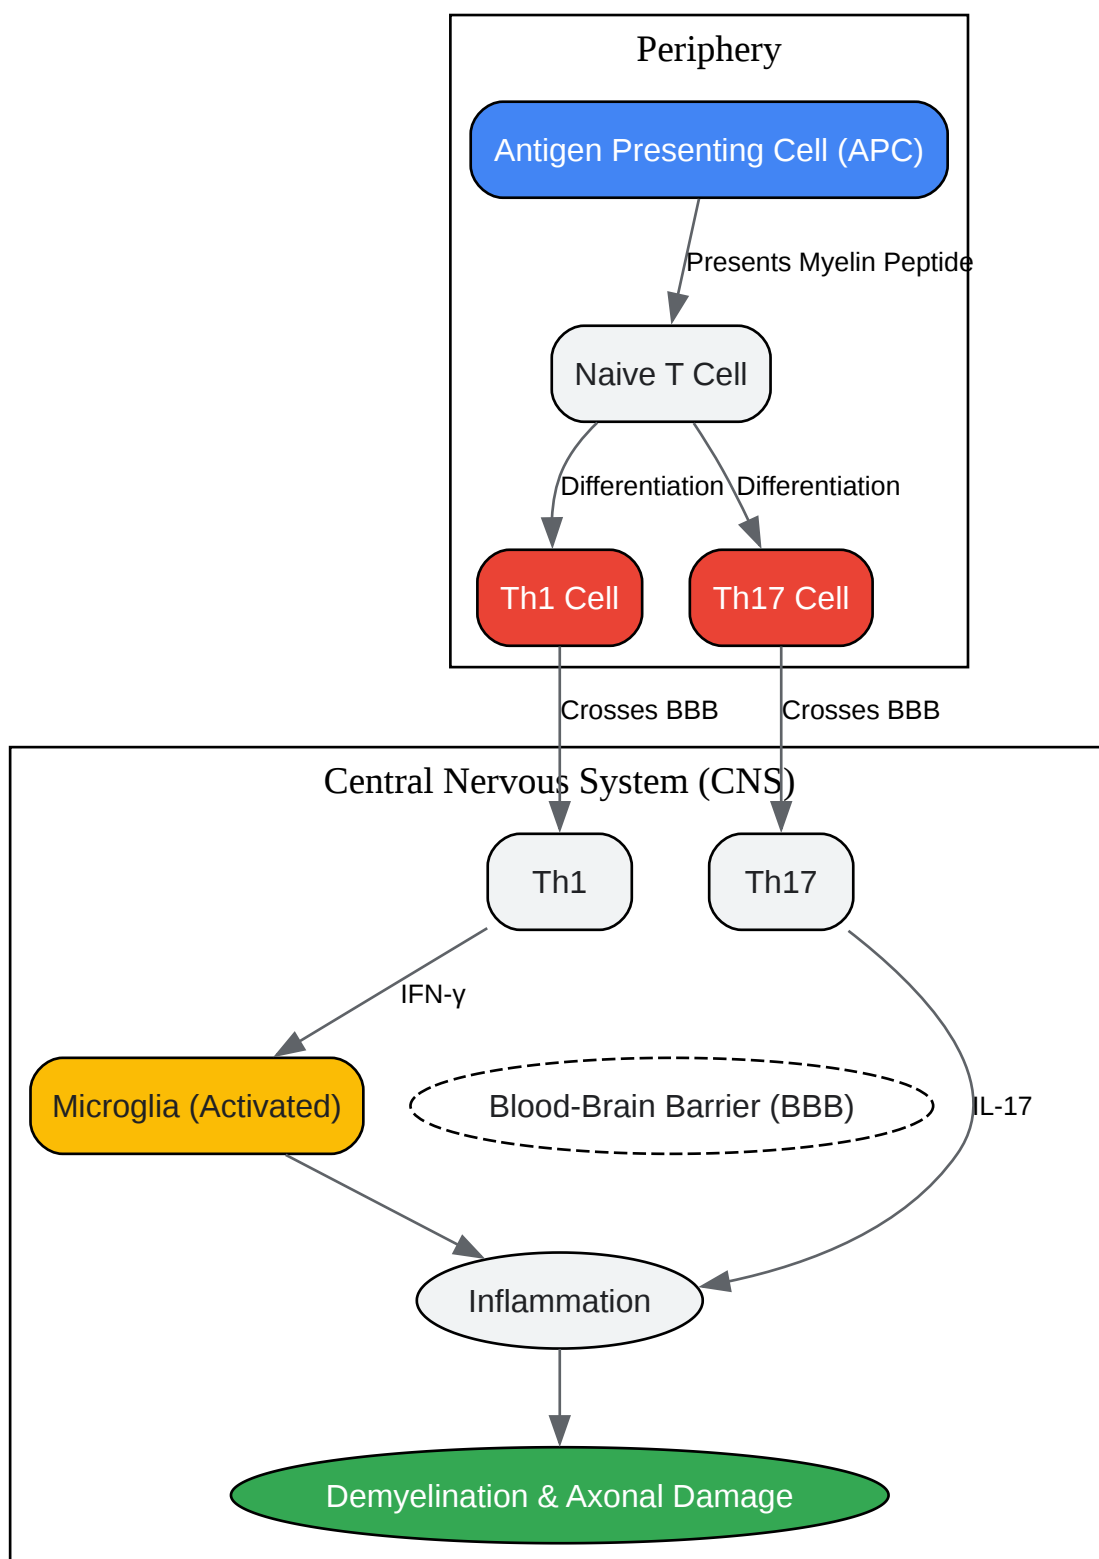 Periphery
Antigen Presenting Cell (APC)
Presents Myelin Peptide
Naive T Cell
Differentiation
Differentiation
Th1 Cell
Th17 Cell
Crosses BBB
Crosses BBB
Central Nervous System (CNS)
Th1
Th17
IFN-γ
Microglia (Activated)
Blood-Brain Barrier (BBB)
IL-17
Inflammation
Demyelination & Axonal Damage